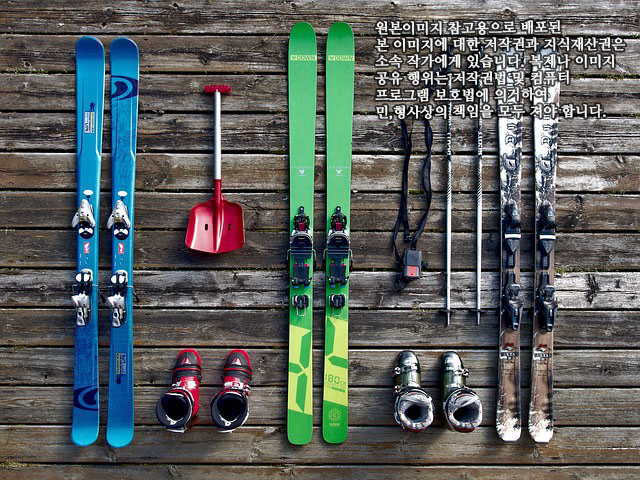 원본이미지 참고용으로 배포된
본 이미지에 대한 저작권과 지식재산권은
소속 작가에게 있습니다. 복제나 이미지
공유 행위는 저작권법 및 컴퓨터
프로그램 보호법에 의거하여,
민,형사상의 책임을 모두 져야 합니다.
DOWN
DOWN
180